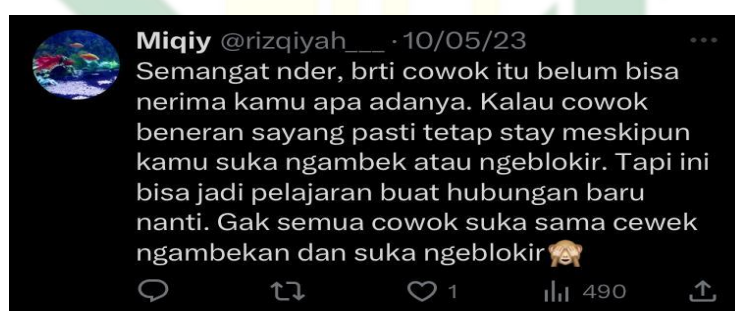 Miqiy @rizqiyah___ · 10/05/23
Semangat nder, brti cowok itu belum bisa
nerima kamu apa adanya. Kalau cowok
beneran sayang pasti tetap stay meskipun
kamu suka ngambek atau ngeblokir. Tapi ini
bisa jadi pelajaran buat hubungan baru
nanti. Gak semua cowok suka sama cewek
ngambekan dan suka ngeblokir🙈
1 490